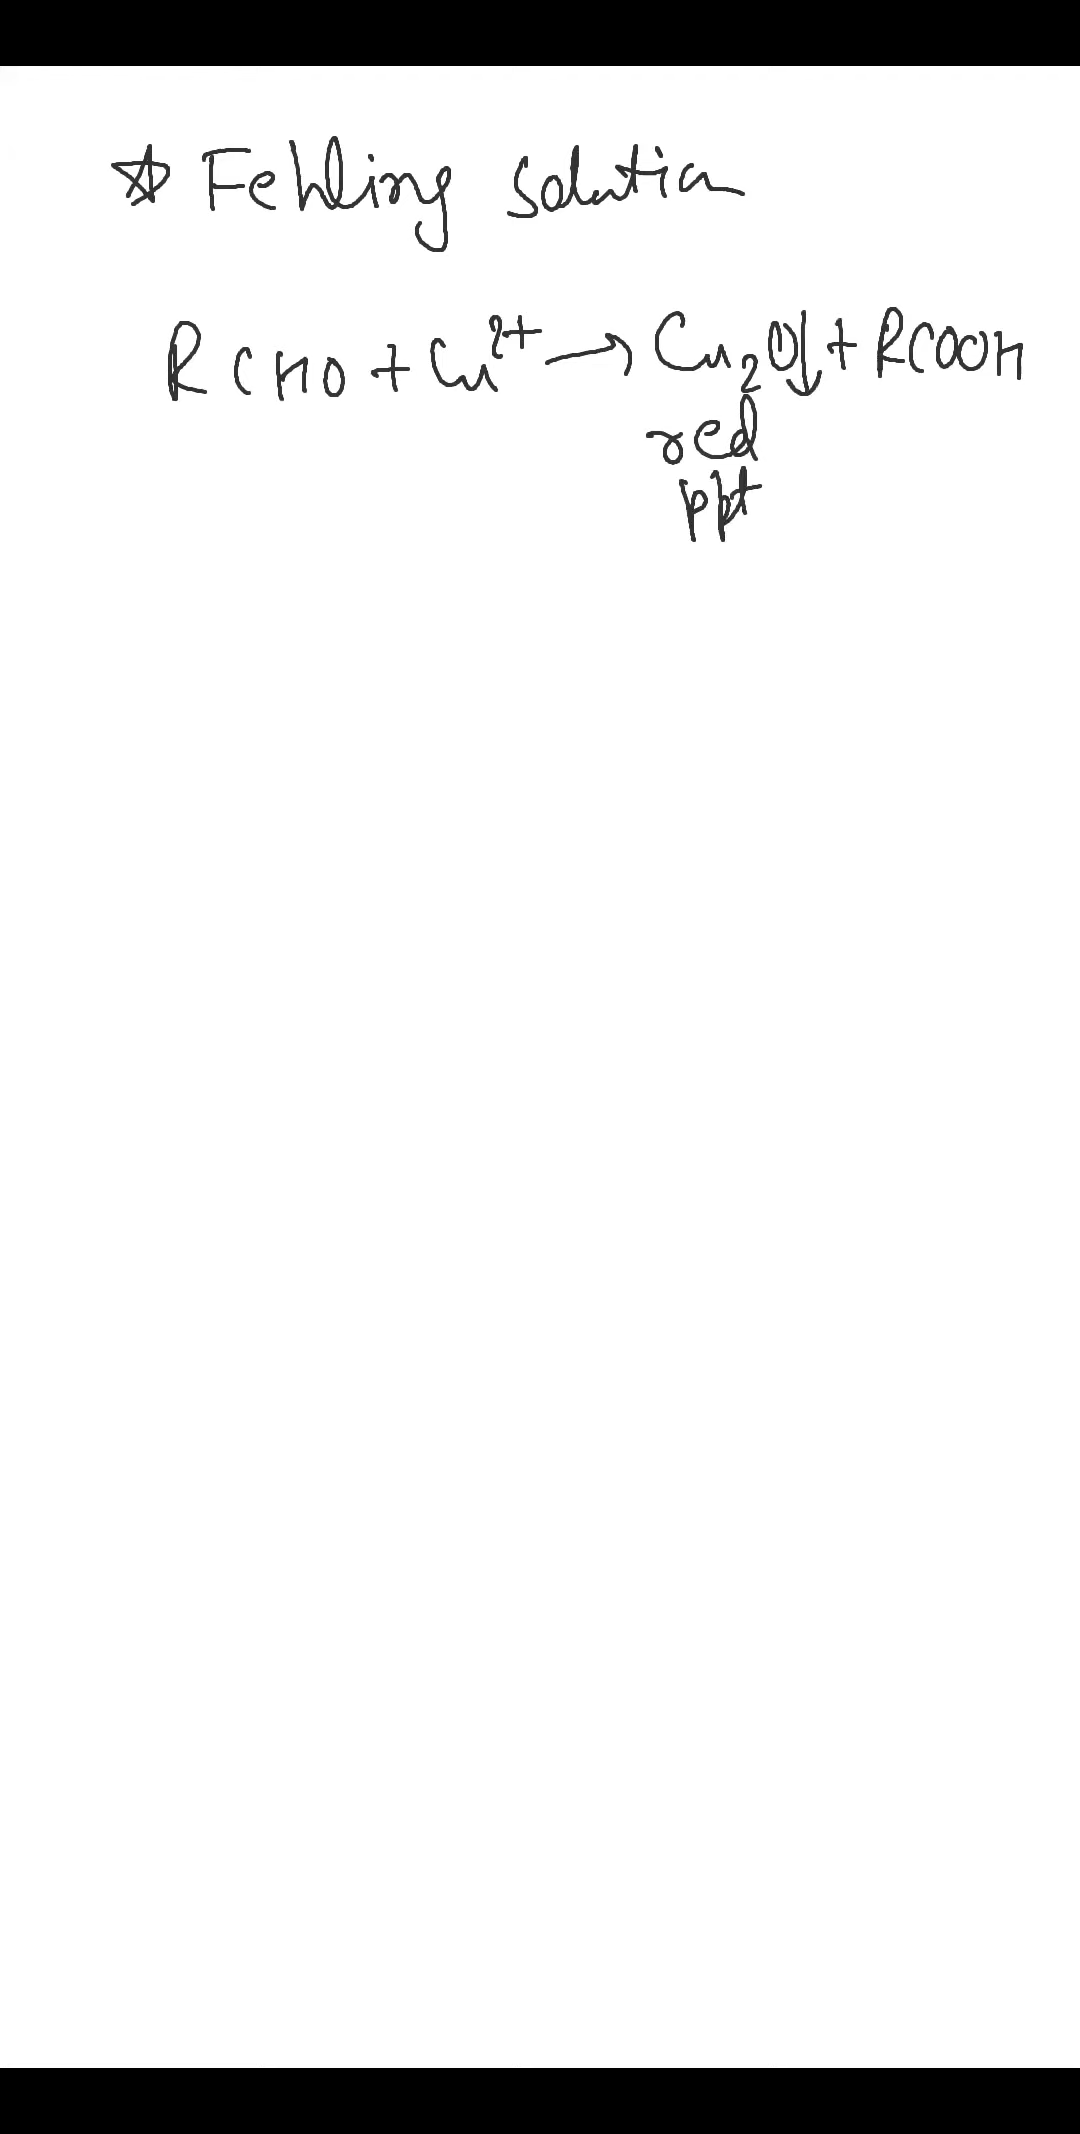 ☆ Fehling solution
RCHO + Cu²⁺ → Cu₂O↓ + RCOOH
red
ppt